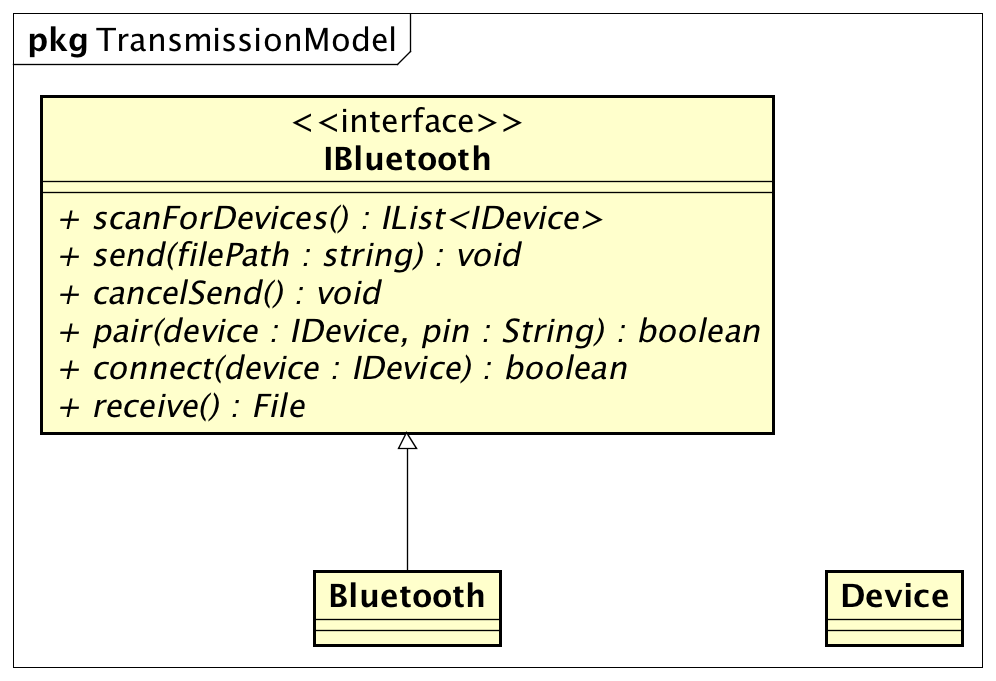 pkg TransmissionModel
<<interface>>
IBluetooth
+ scanForDevices() : IList<IDevice>
+ send(filePath : string) : void
+ cancelSend() : void
+ pair(device : IDevice, pin : String) : boolean
+ connect(device : IDevice) : boolean
+ receive() : File
Bluetooth
Device